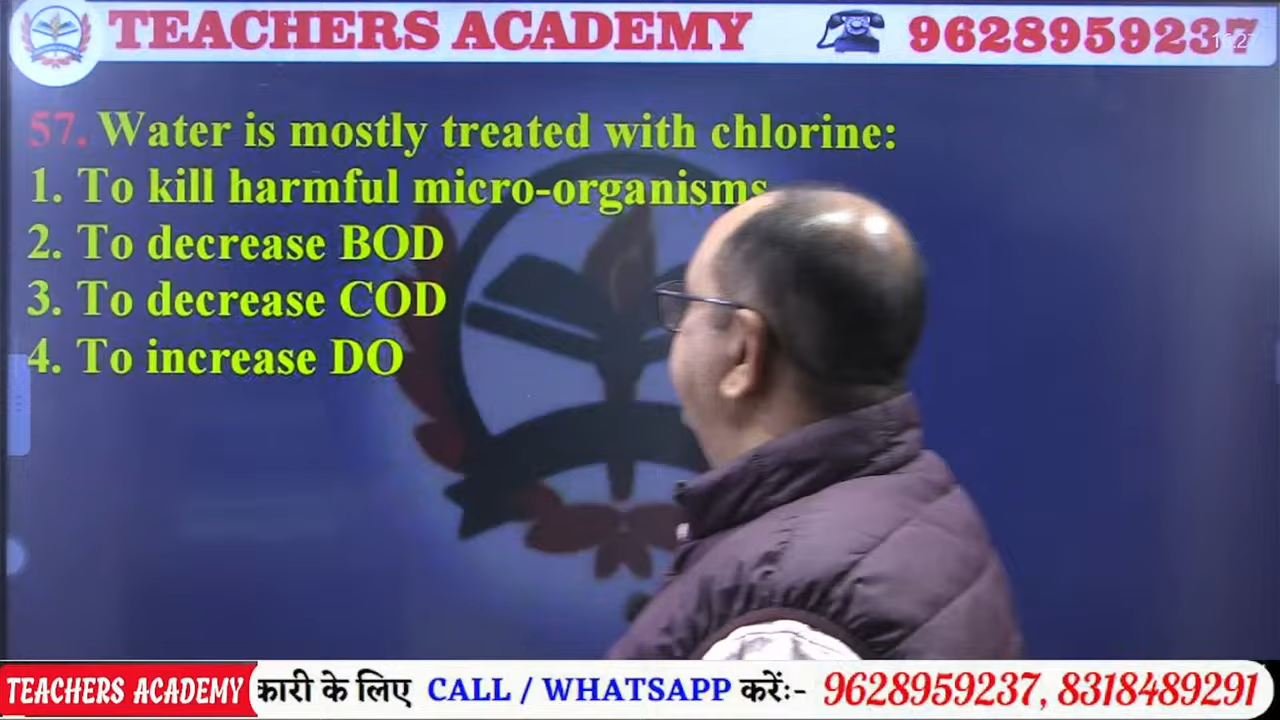 TEACHERS ACADEMY
9628959237
57. Water is mostly treated with chlorine:
1. To kill harmful micro-organisms
2. To decrease BOD
3. To decrease COD
4. To increase DO
TEACHERS ACADEMY
कारी के लिए CALL / WHATSAPP करेंः- 9628959237, 8318489291